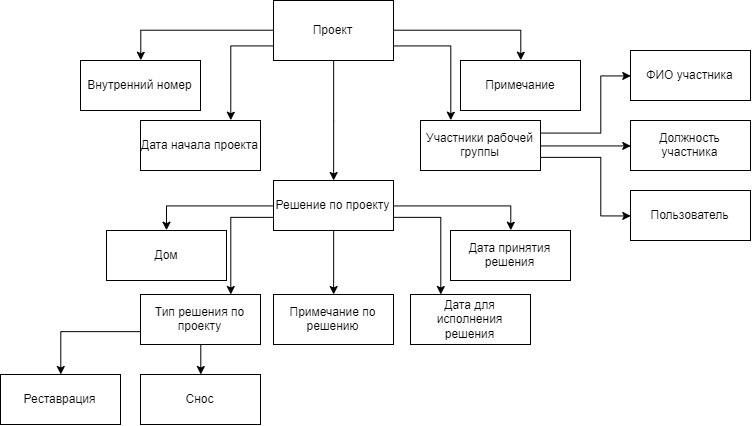 Проект
Внутренний номер
Примечание
ФИО участника
Дата начала проекта
Участники рабочей
группы
Должность
участника
Решение по проекту
Пользователь
Дом
Дата принятия
решения
Тип решения по
проекту
Примечание по
решению
Дата для
исполнения
решения
Реставрация
Снос